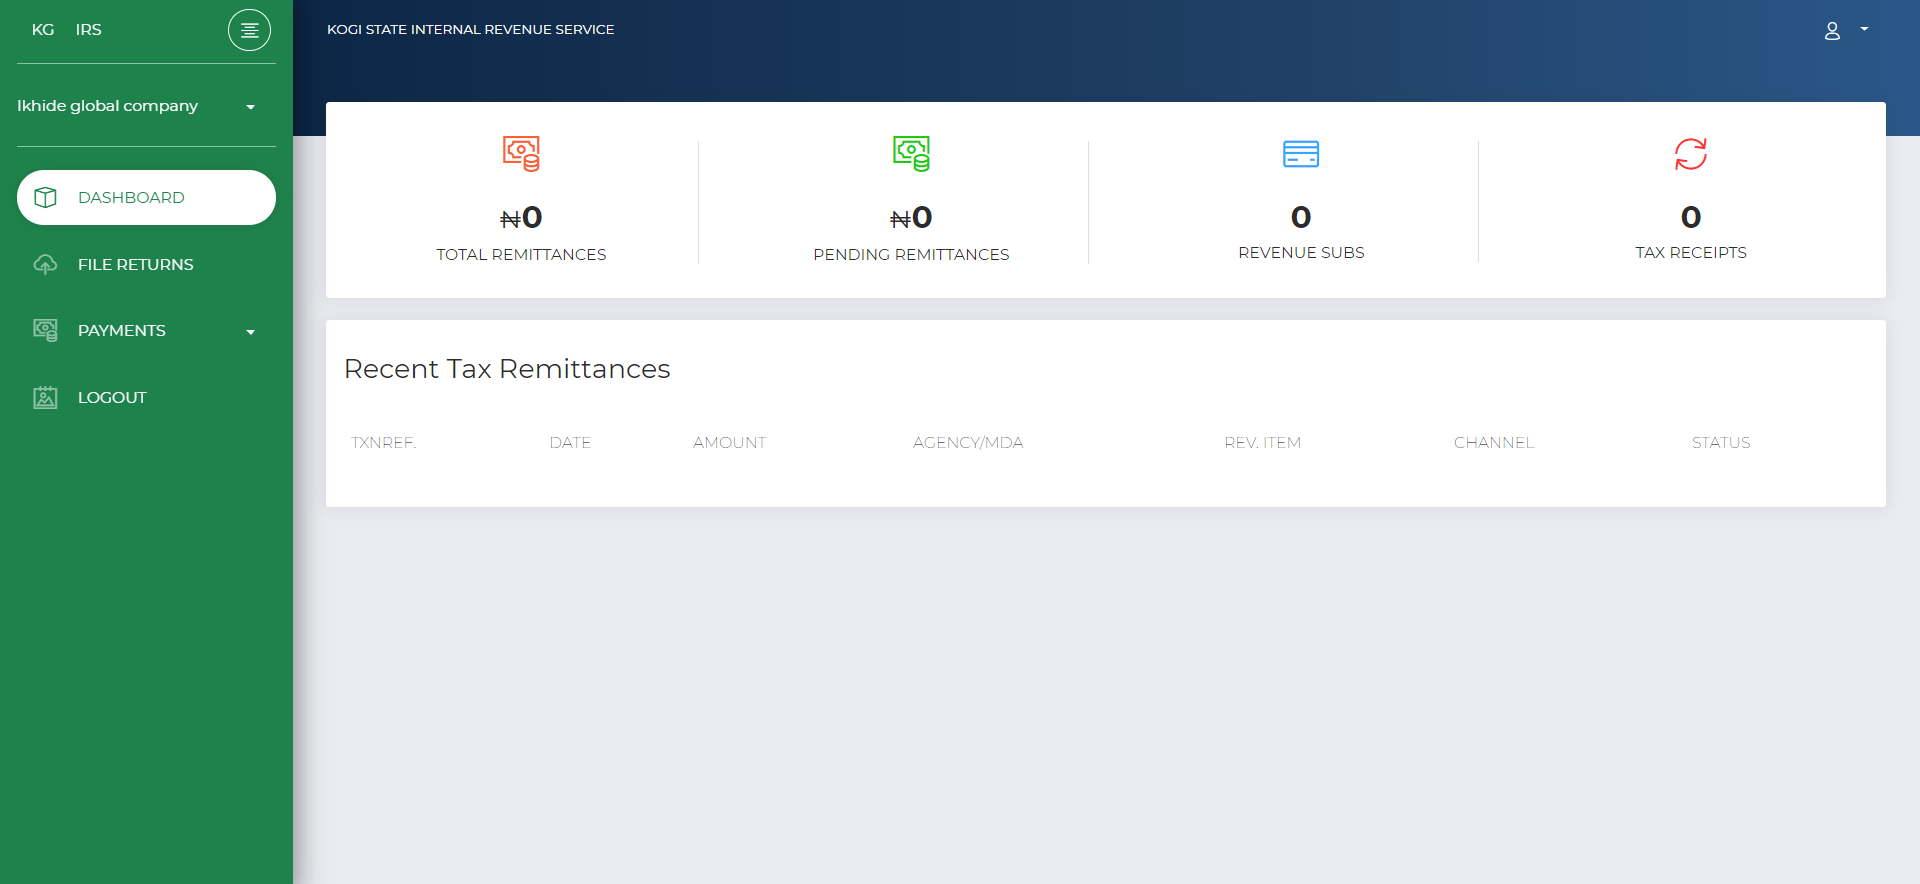 KG IRS
KOGI STATE INTERNAL REVENUE SERVICE
Ikhide global company
DASHBOARD
FILE RETURNS
PAYMENTS
LOGOUT
₦0
TOTAL REMITTANCES
₦0
PENDING REMITTANCES
0
REVENUE SUBS
0
TAX RECEIPTS
Recent Tax Remittances
TXNREF. DATE AMOUNT AGENCY/MDA REV. ITEM CHANNEL STATUS